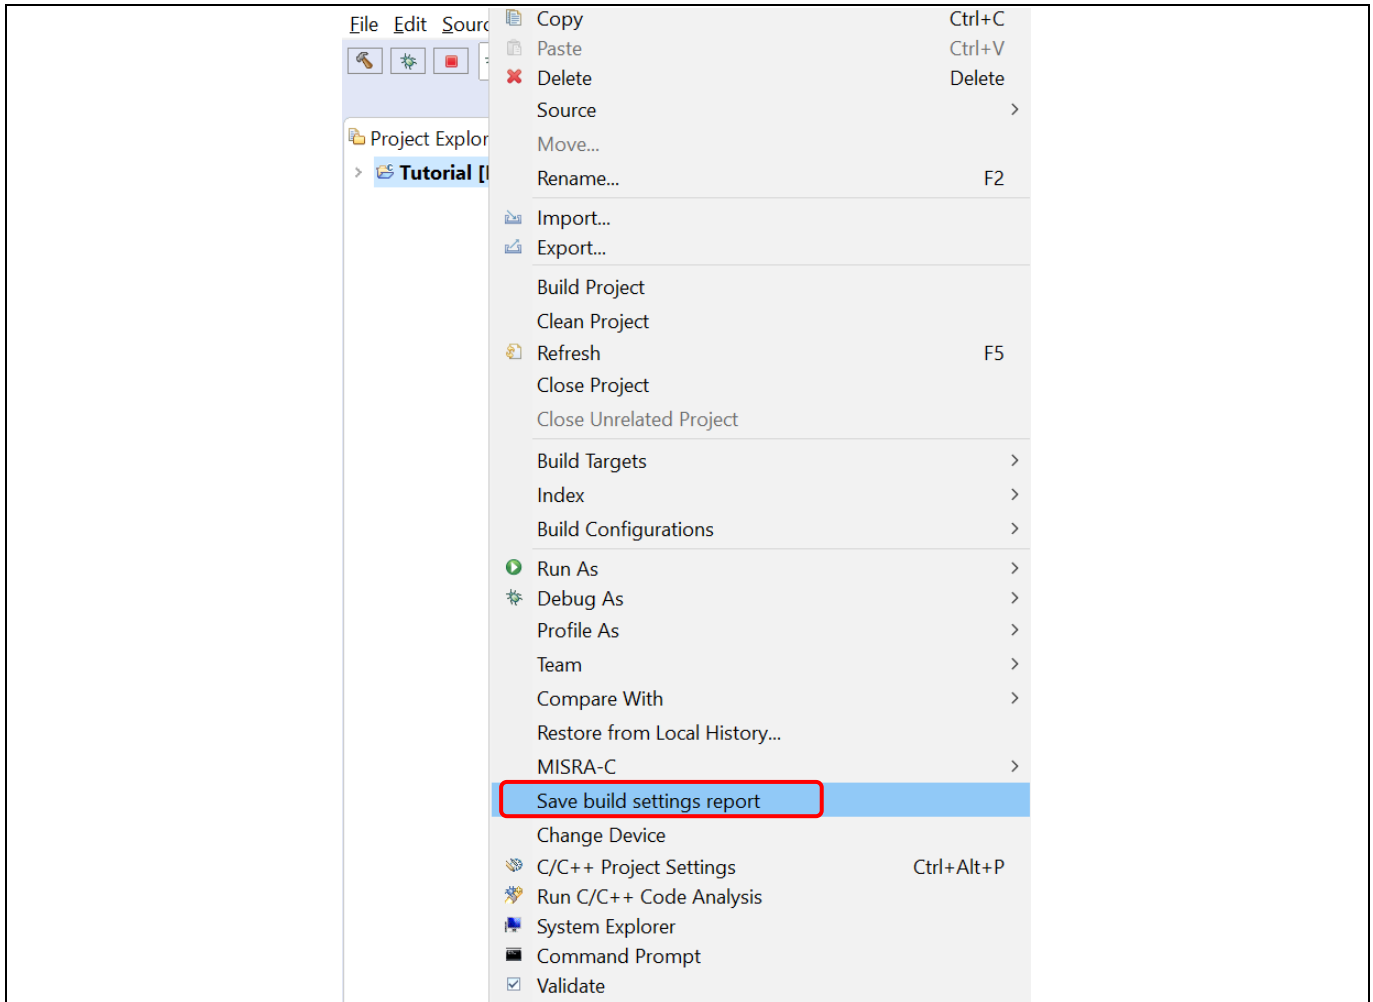 File Edit Sourc
Project Explor
Tutorial [
Copy Ctrl+C
Paste Ctrl+V
Delete Delete
Source
Move...
Rename... F2
Import...
Export...
Build Project
Clean Project
Refresh F5
Close Project
Close Unrelated Project
Build Targets
Index
Build Configurations
Run As
Debug As
Profile As
Team
Compare With
Restore from Local History...
MISRA-C
Save build settings report
Change Device
C/C++ Project Settings Ctrl+Alt+P
Run C/C++ Code Analysis
System Explorer
Command Prompt
Validate